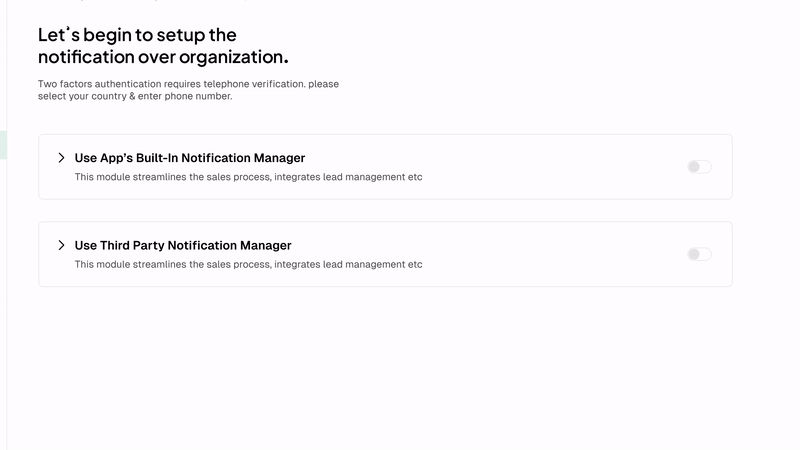 Let's begin to setup the
notification over organization.
Two factors authentication requires telephone verification. please
select your country & enter phone number.
Use App's Built-In Notification Manager
This module streamlines the sales process, integrates lead management etc
Use Third Party Notification Manager
This module streamlines the sales process, integrates lead management etc